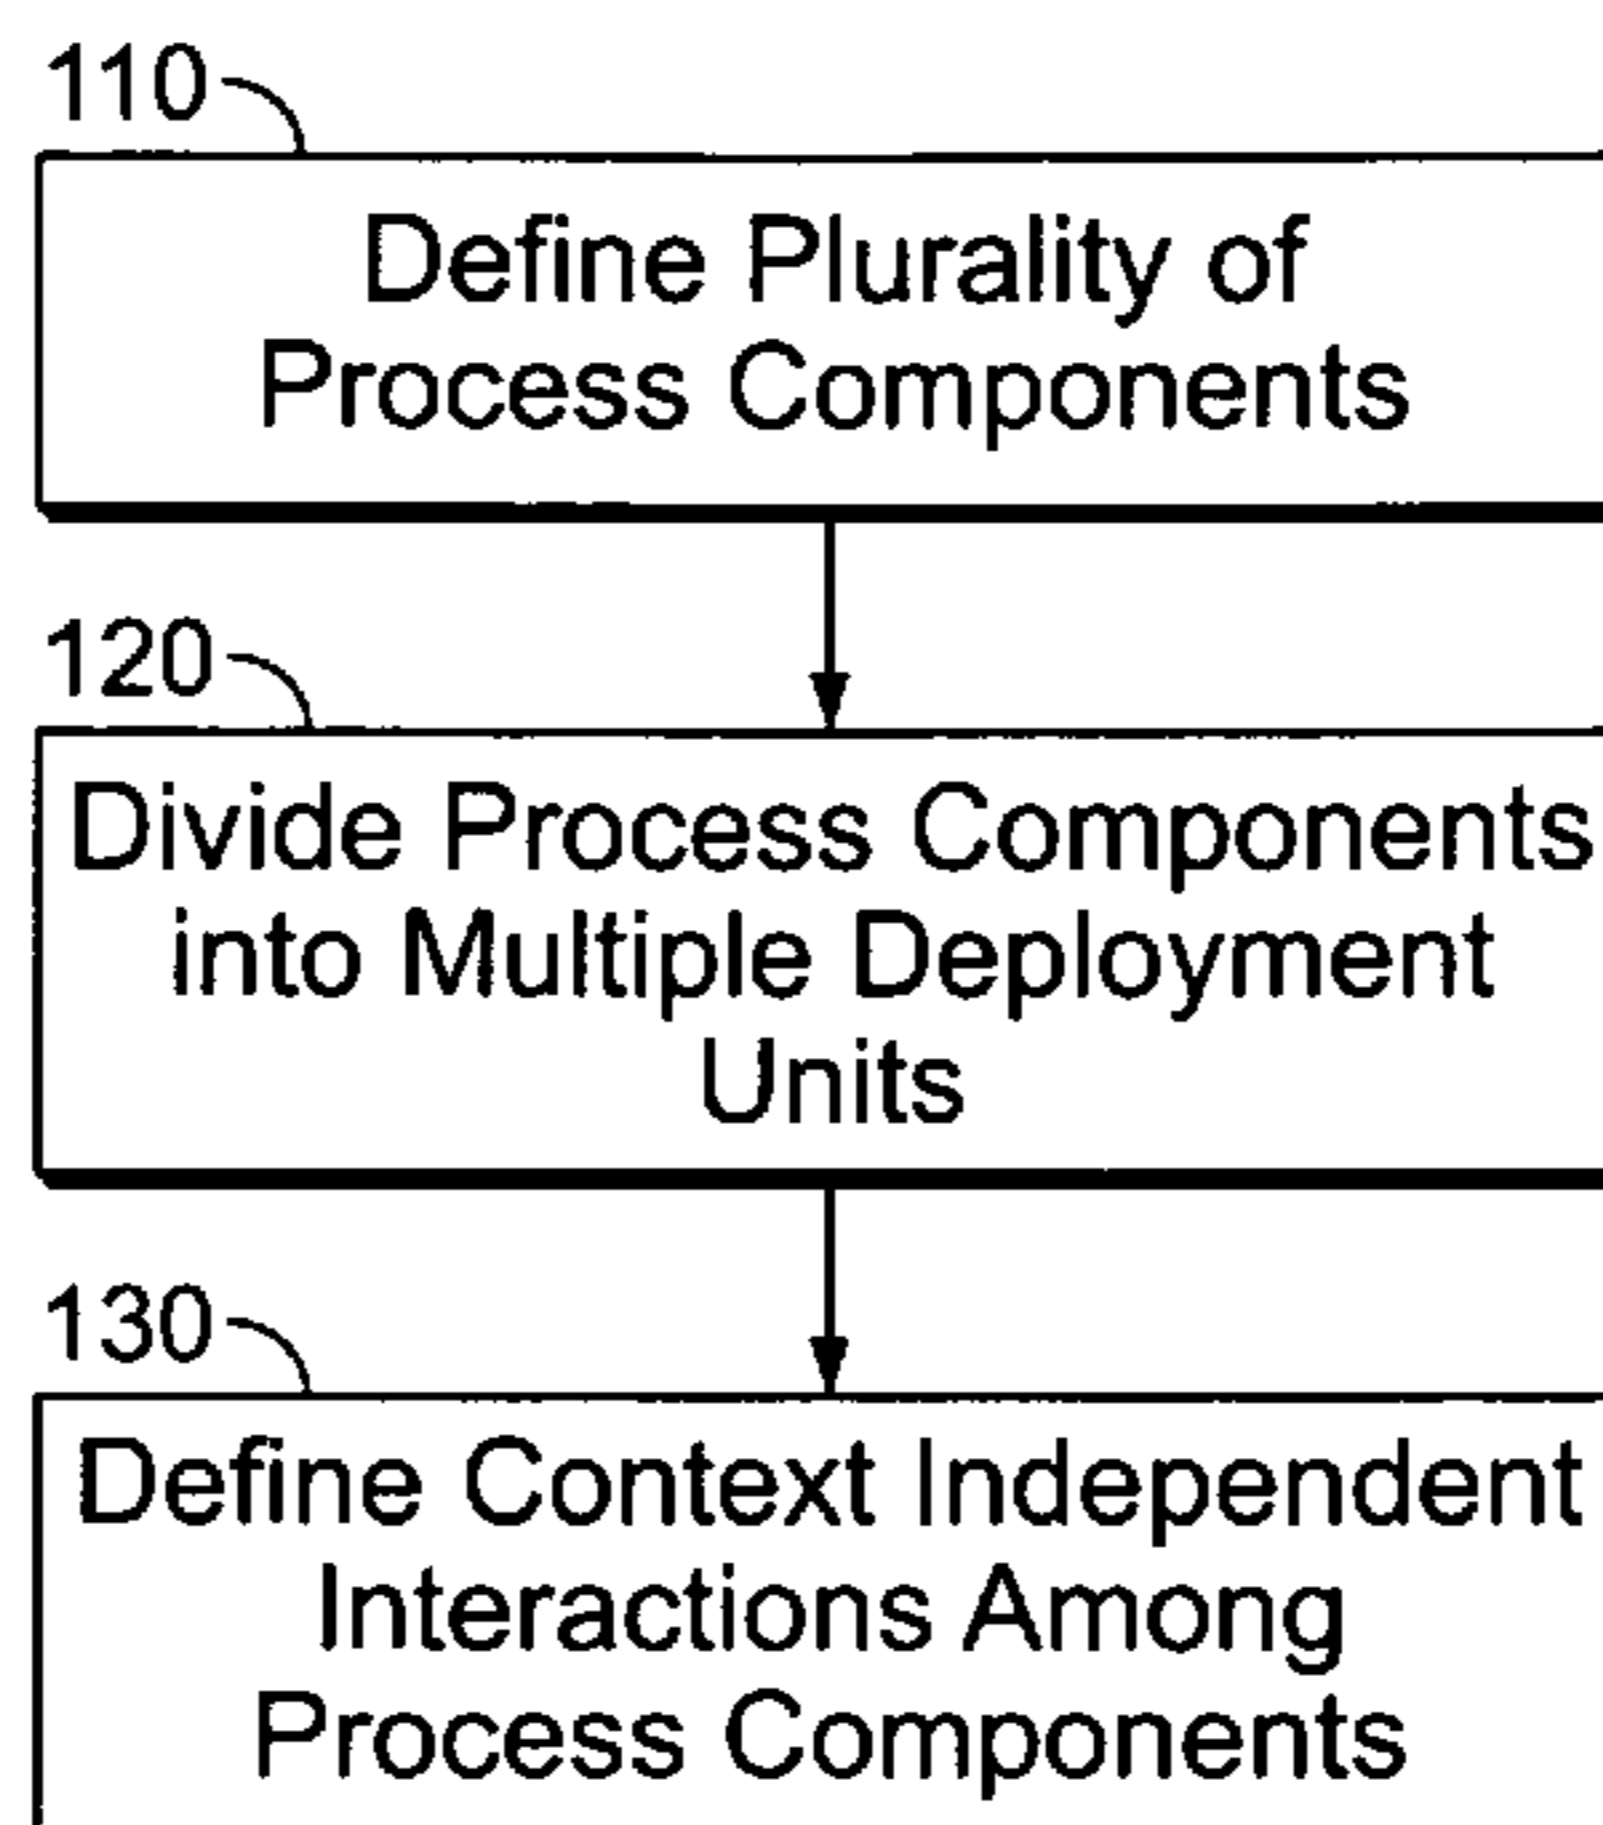 110
Define Plurality of
Process Components
120
Divide Process Components
into Multiple Deployment
Units
130
Define Context Independent
Interactions Among
Process Components